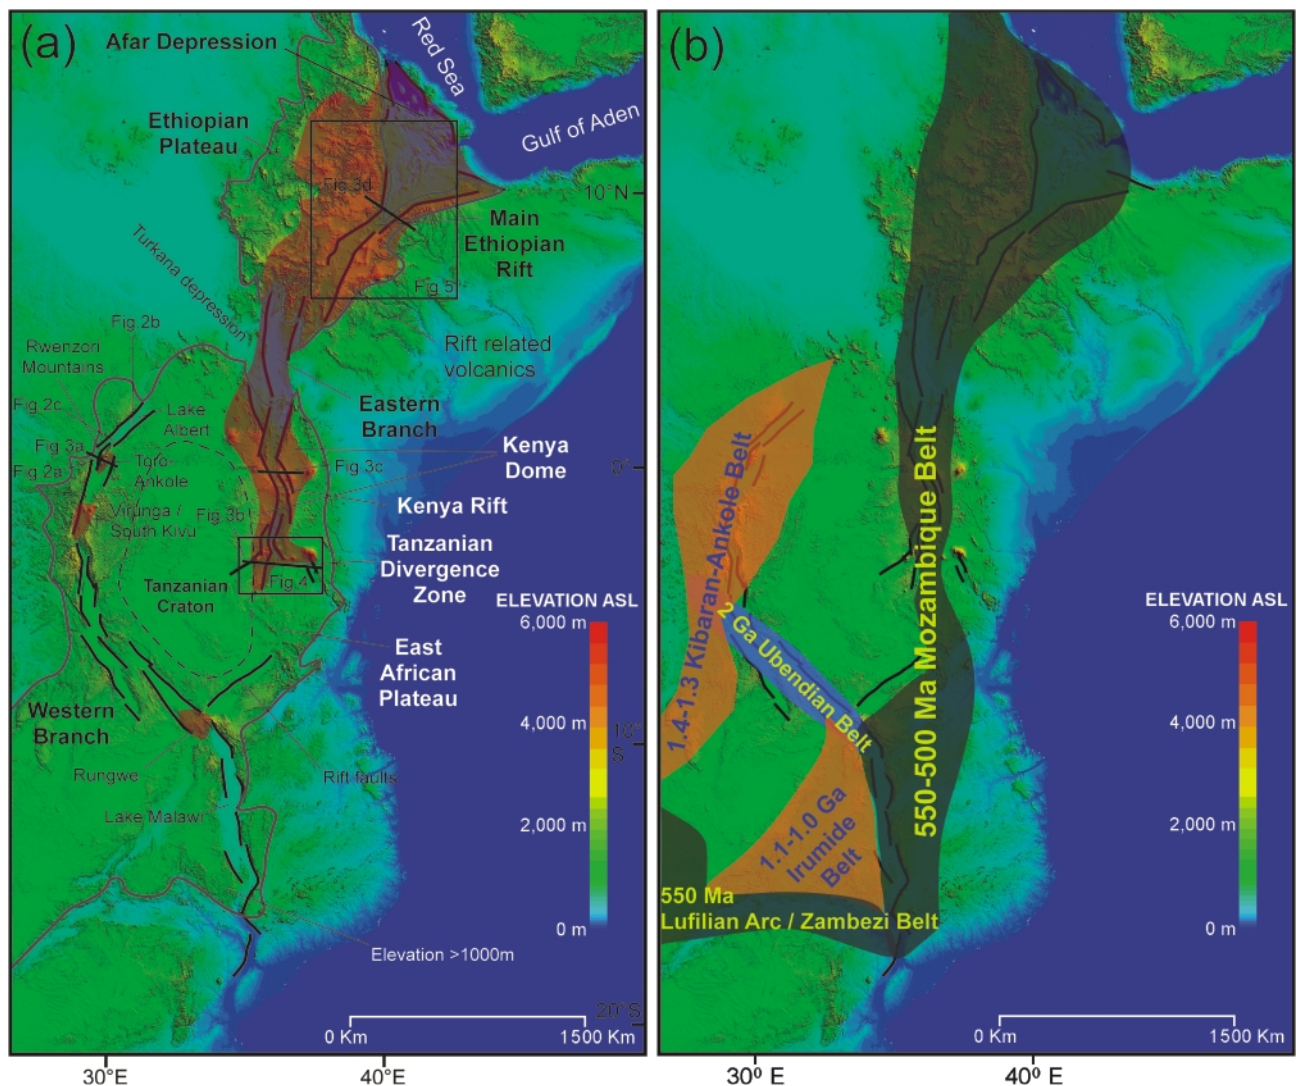 (a)
Afar Depression
Red Sea
Ethiopian
Plateau
Gulf of Aden
Fig.3d
10°N
Main
Ethiopian
Rift
Turkana depression
Fig.5
Fig.2b
Rwenzori
Mountains
Rift related
volcanics
Fig.2c
Lake
Albert
Eastern
Branch
Fig.3a
Fig.2a
Toro-
Ankole
Kenya
Dome
Fig.3c
0°
Virunga /
South Kivu
Fig.3b
Kenya Rift
Tanzanian
Divergence
Zone
Tanzanian
Craton
Fig.4
ELEVATION ASL
6,000 m
4,000 m
2,000 m
0 m
East
African
Plateau
Western
Branch
10°
S
Rungwe
Rift faults
Lake Malawi
Elevation >1000m
20°S
0 Km
1500 Km
30°E
40°E
(b)
1.4-1.3 Kibaran-Ankole Belt
2 Ga Ubendian Belt
550-500 Ma Mozambique Belt
1.1-1.0 Ga
Irumide
Belt
550 Ma
Lufilian Arc / Zambezi Belt
ELEVATION ASL
6,000 m
4,000 m
2,000 m
0 m
0 Km
1500 Km
30⁰ E
40⁰ E